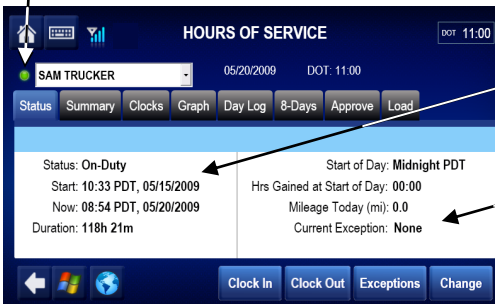 HOURS OF SERVICE DOT 11:00
SAM TRUCKER 05/20/2009 DOT: 11:00
Status Summary Clocks Graph Day Log 8-Days Approve Load
Status: On-Duty
Start: 10:33 PDT, 05/15/2009
Now: 08:54 PDT, 05/20/2009
Duration: 118h 21m
Start of Day: Midnight PDT
Hrs Gained at Start of Day: 00:00
Mileage Today (mi): 0.0
Current Exception: None
Clock In Clock Out Exceptions Change